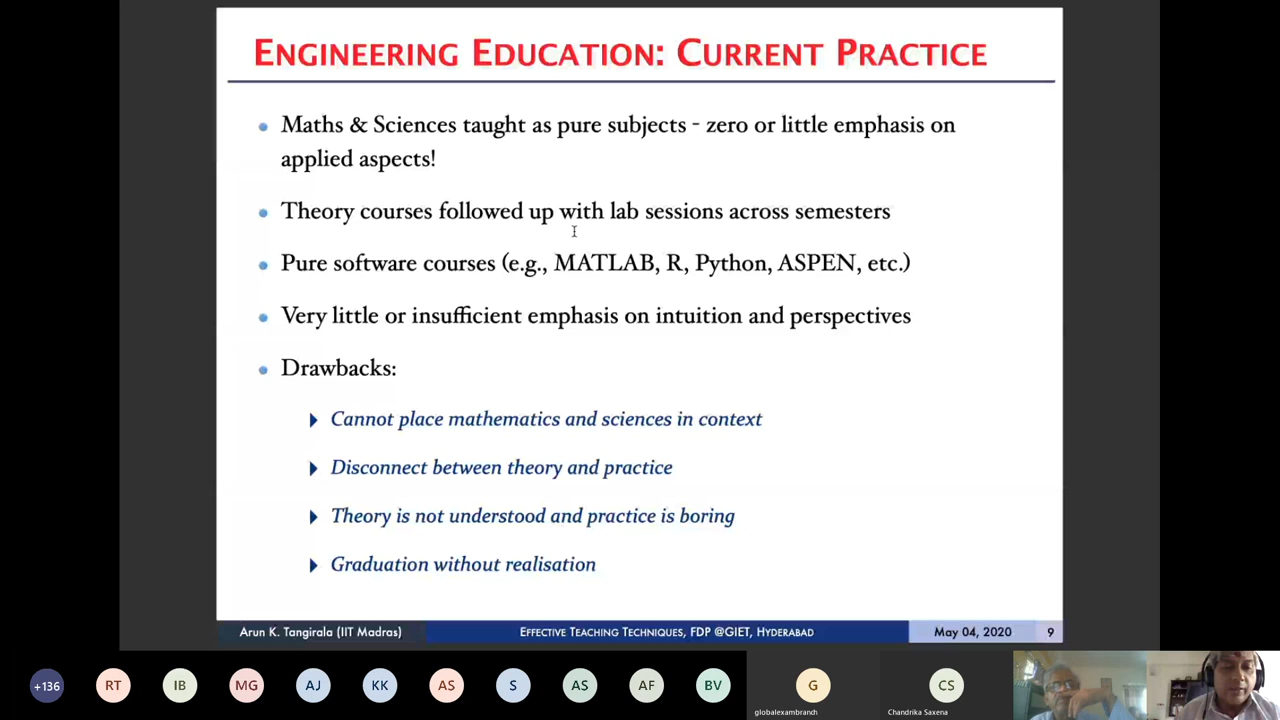 ENGINEERING EDUCATION: CURRENT PRACTICE
Maths & Sciences taught as pure subjects - zero or little emphasis on
applied aspects!
Theory courses followed up with lab sessions across semesters
Pure software courses (e.g., MATLAB, R, Python, ASPEN, etc.)
Very little or insufficient emphasis on intuition and perspectives
Drawbacks:
Cannot place mathematics and sciences in context
Disconnect between theory and practice
Theory is not understood and practice is boring
Graduation without realisation
Arun K. Tangirala (IIT Madras) EFFECTIVE TEACHING TECHNIQUES, FDP @GIET, HYDERABAD May 04, 2020 9
+136 RT IB MG AJ KK AS S AS AF BV G CS
globalexambranch Chandrika Saxena